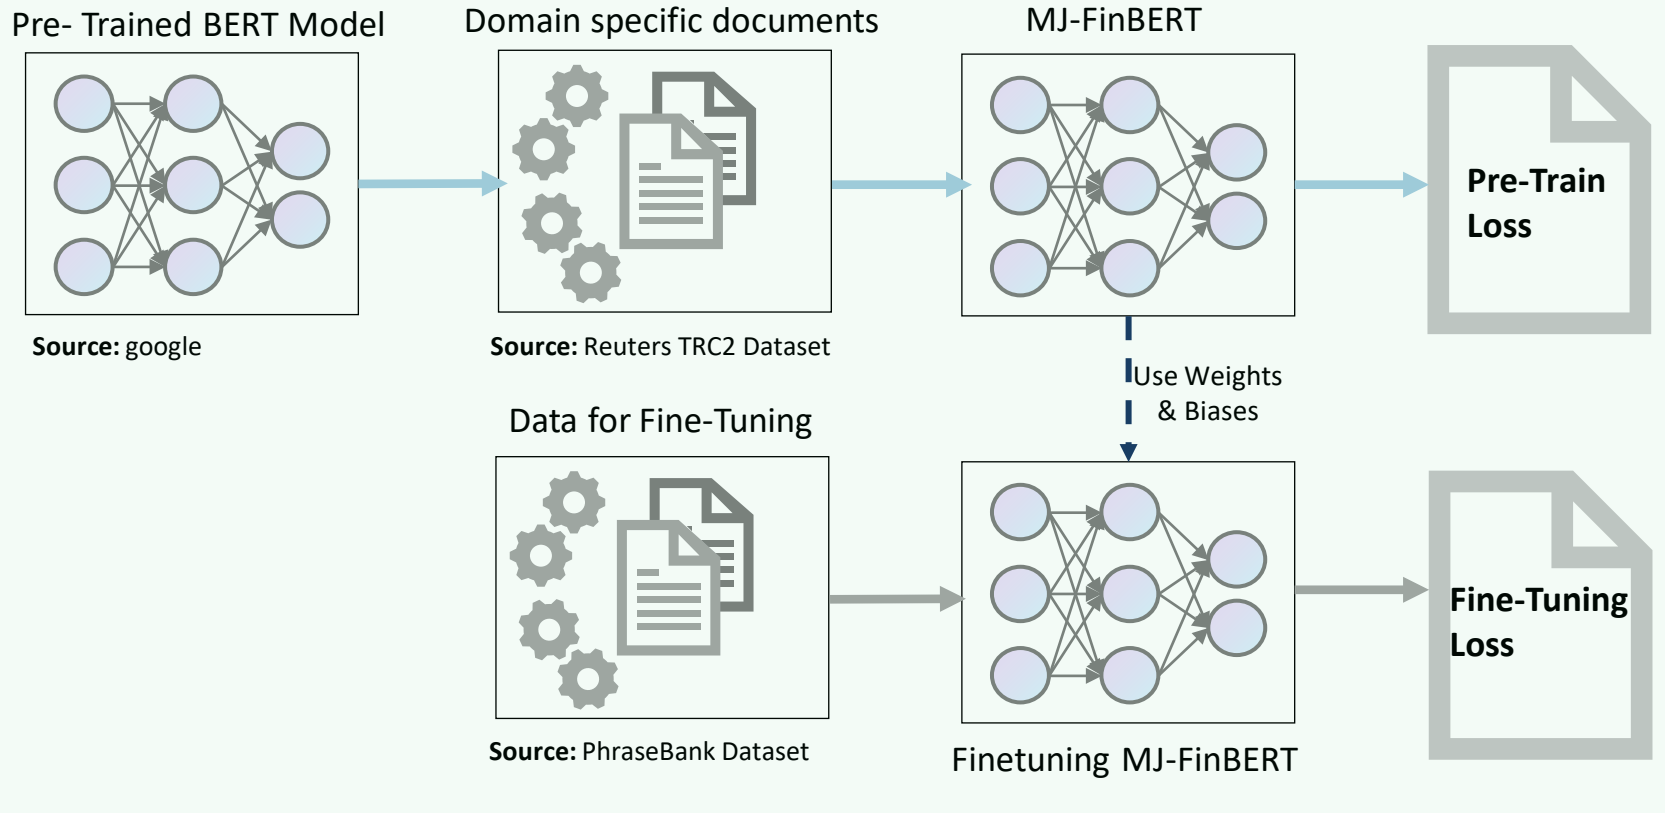 Pre- Trained BERT Model
Domain specific documents
MJ-FinBERT
Pre-Train
Loss
Source: google
Source: Reuters TRC2 Dataset
Use Weights
& Biases
Data for Fine-Tuning
Fine-Tuning
Loss
Source: PhraseBank Dataset
Finetuning MJ-FinBERT